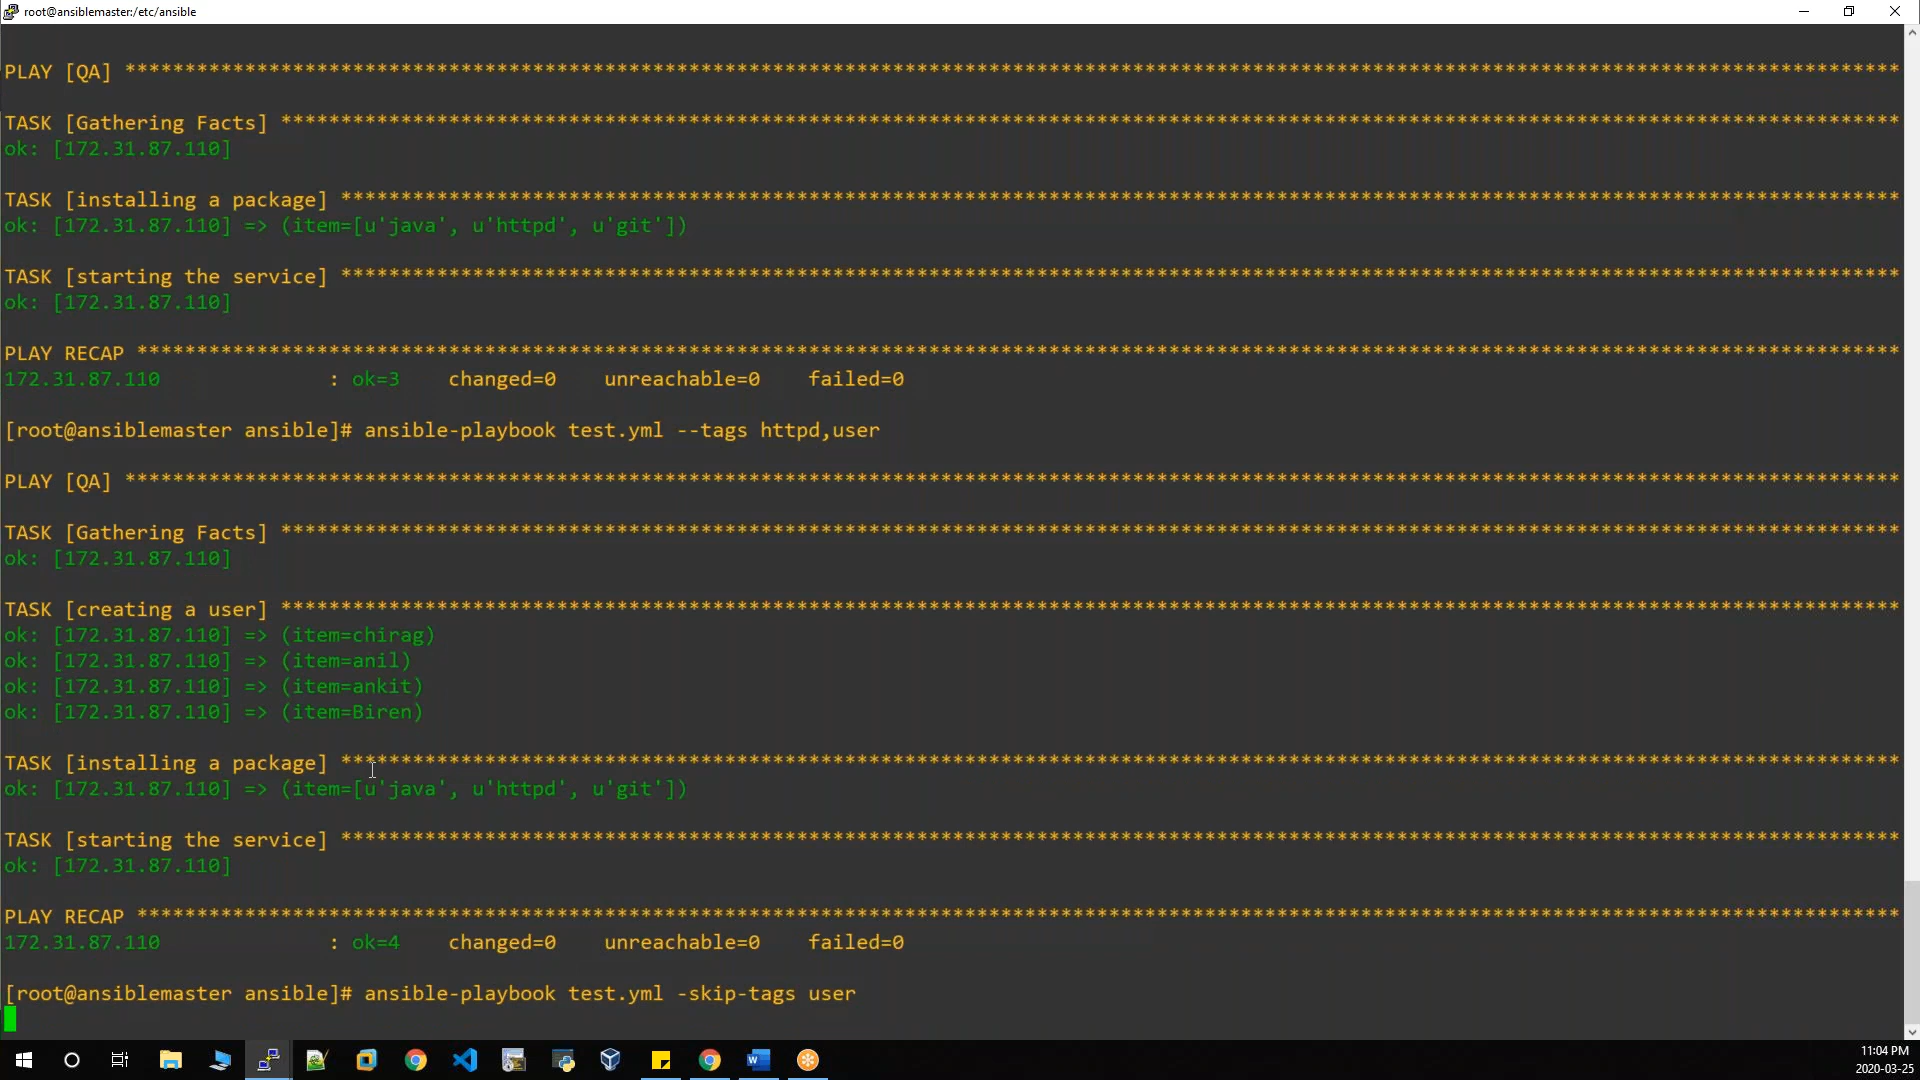 root@ansiblemaster:/etc/ansible
PLAY [QA] ****************************************************************************************************************************************************
TASK [Gathering Facts] ***************************************************************************************************************************************
ok: [172.31.87.110]
TASK [installing a package] **********************************************************************************************************************************
ok: [172.31.87.110] => (item=[u'java', u'httpd', u'git'])
TASK [starting the service] **********************************************************************************************************************************
ok: [172.31.87.110]
PLAY RECAP ***************************************************************************************************************************************************
172.31.87.110 : ok=3 changed=0 unreachable=0 failed=0
[root@ansiblemaster ansible]# ansible-playbook test.yml --tags httpd,user
PLAY [QA] ****************************************************************************************************************************************************
TASK [Gathering Facts] ***************************************************************************************************************************************
ok: [172.31.87.110]
TASK [creating a user] ***************************************************************************************************************************************
ok: [172.31.87.110] => (item=chirag)
ok: [172.31.87.110] => (item=anil)
ok: [172.31.87.110] => (item=ankit)
ok: [172.31.87.110] => (item=Biren)
TASK [installing a package] **********************************************************************************************************************************
ok: [172.31.87.110] => (item=[u'java', u'httpd', u'git'])
TASK [starting the service] **********************************************************************************************************************************
ok: [172.31.87.110]
PLAY RECAP ***************************************************************************************************************************************************
172.31.87.110 : ok=4 changed=0 unreachable=0 failed=0
[root@ansiblemaster ansible]# ansible-playbook test.yml -skip-tags user
11:04 PM
2020-03-25